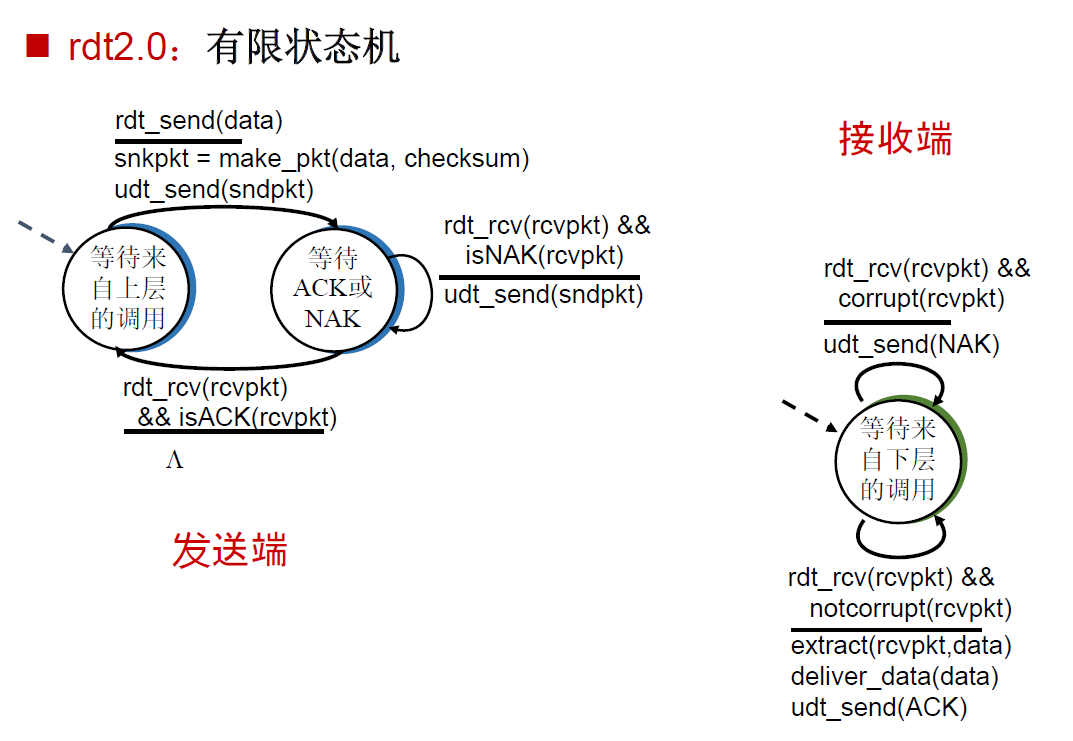 rdt2.0：有限状态机
rdt_send(data)
snkpkt = make_pkt(data, checksum)
udt_send(sndpkt)
等待来
自上层
的调用
等待
ACK或
NAK
rdt_rcv(rcvpkt) &&
isNAK(rcvpkt)
udt_send(sndpkt)
rdt_rcv(rcvpkt)
&& isACK(rcvpkt)
Λ
发送端
接收端
rdt_rcv(rcvpkt) &&
corrupt(rcvpkt)
udt_send(NAK)
等待来
自下层
的调用
rdt_rcv(rcvpkt) &&
notcorrupt(rcvpkt)
extract(rcvpkt,data)
deliver_data(data)
udt_send(ACK)